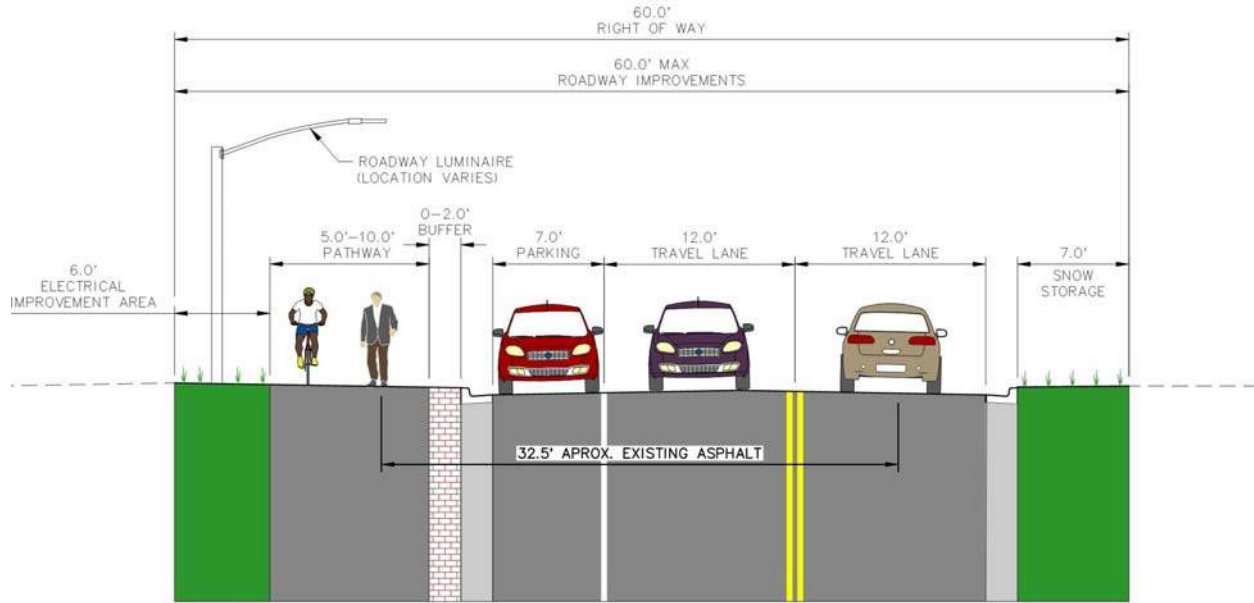 60.0'
RIGHT OF WAY
60.0' MAX
ROADWAY IMPROVEMENTS
ROADWAY LUMINAIRE
(LOCATION VARIES)
0–2.0'
BUFFER
5.0'–10.0'
PATHWAY
7.0'
PARKING
12.0'
TRAVEL LANE
12.0'
TRAVEL LANE
7.0'
SNOW
STORAGE
6.0'
ELECTRICAL
IMPROVEMENT AREA
32.5' APROX. EXISTING ASPHALT